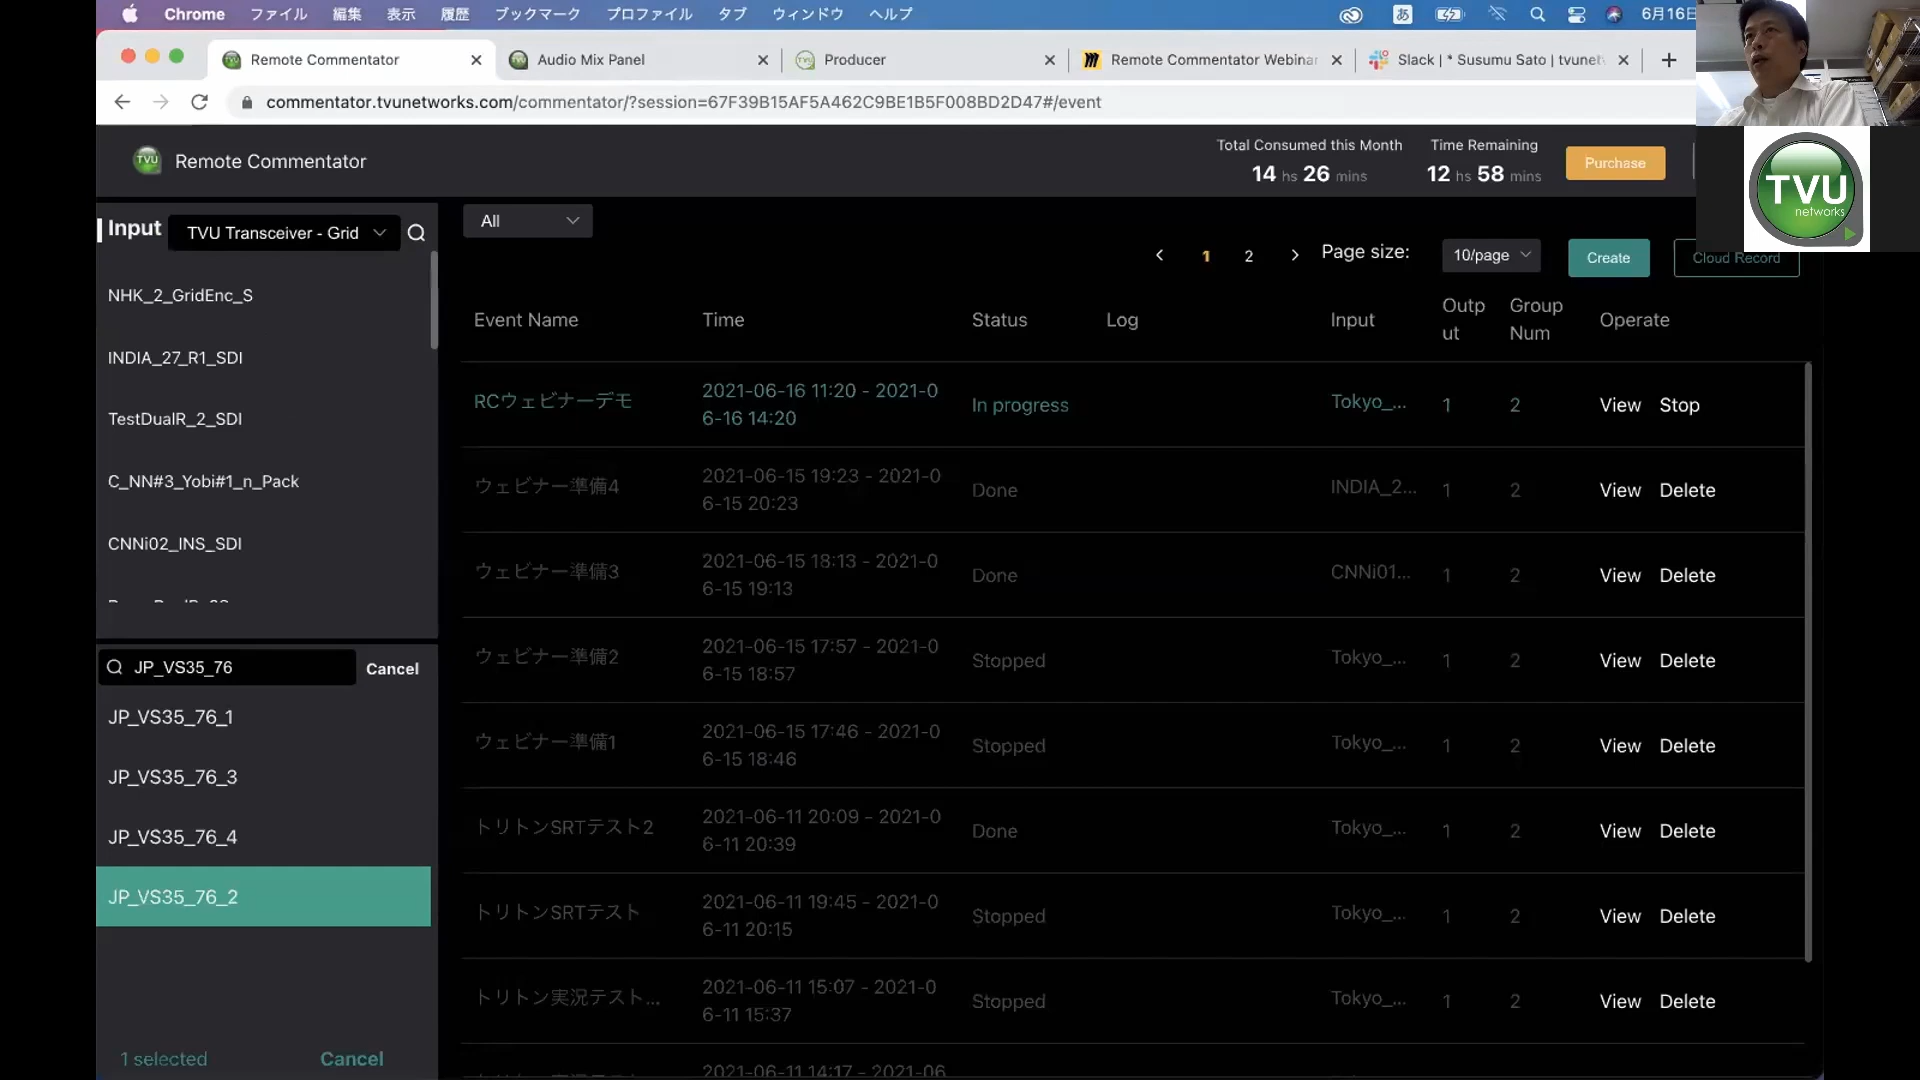 Chrome ファイル 編集 表示 履歴 ブックマーク プロファイル タブ ウィンドウ ヘルプ あ 6月16日
Remote Commentator Audio Mix Panel Producer Remote Commentator Webinar Slack | * Susumu Sato | tvunet
commentator.tvunetworks.com/commentator/?session=67F39B15AF5A462C9BE1B5F008BD2D47#/event
TVU Remote Commentator
Total Consumed this Month Time Remaining
14 hs 26 mins 12 hs 58 mins Purchase
TVU
networks
Input TVU Transceiver - Grid
NHK_2_GridEnc_S
INDIA_27_R1_SDI
TestDualR_2_SDI
C_NN#3_Yobi#1_n_Pack
CNNi02_INS_SDI
JP_VS35_76 Cancel
JP_VS35_76_1
JP_VS35_76_3
JP_VS35_76_4
JP_VS35_76_2
1 selected Cancel
All
1 2 Page size: 10/page Create Cloud Record
Event Name Time Status Log Input Outp
ut Group
Num Operate
RCウェビナーデモ 2021-06-16 11:20 - 2021-0
6-16 14:20 In progress Tokyo_... 1 2 View Stop
ウェビナー準備4 2021-06-15 19:23 - 2021-0
6-15 20:23 Done INDIA_2... 1 2 View Delete
ウェビナー準備3 2021-06-15 18:13 - 2021-0
6-15 19:13 Done CNNi01... 1 2 View Delete
ウェビナー準備2 2021-06-15 17:57 - 2021-0
6-15 18:57 Stopped Tokyo_... 1 2 View Delete
ウェビナー準備1 2021-06-15 17:46 - 2021-0
6-15 18:46 Stopped Tokyo_... 1 2 View Delete
トリトンSRTテスト2 2021-06-11 20:09 - 2021-0
6-11 20:39 Done Tokyo_... 1 2 View Delete
トリトンSRTテスト 2021-06-11 19:45 - 2021-0
6-11 20:15 Stopped Tokyo_... 1 2 View Delete
トリトン実況テスト... 2021-06-11 15:07 - 2021-0
6-11 15:37 Stopped Tokyo_... 1 2 View Delete
2021-06-11 14:17 - 2021-06